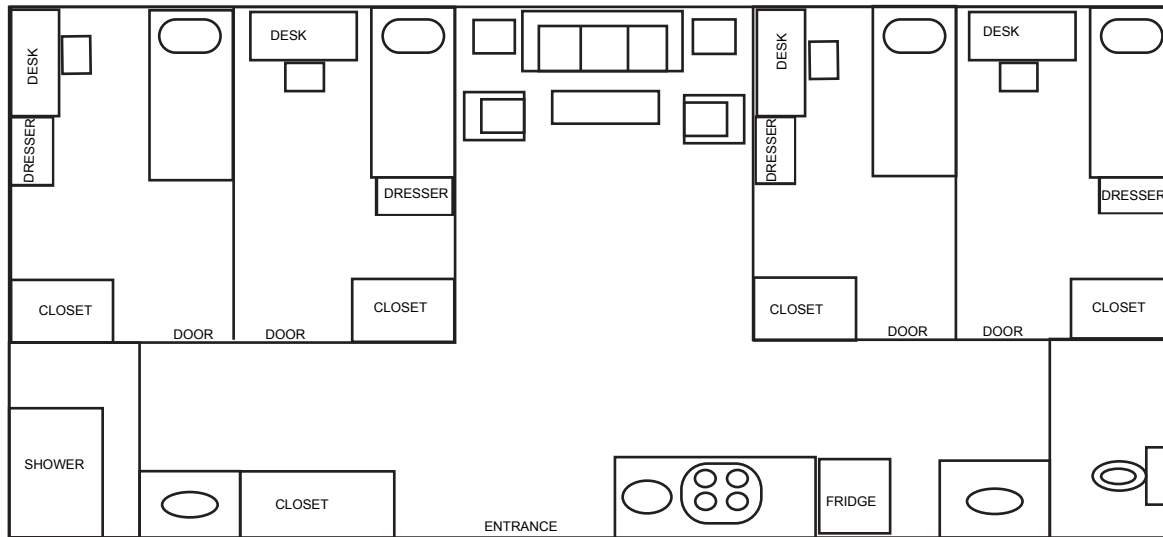 DESK
DESK
DESK
DESK
DRESSER
DRESSER
DRESSER
DRESSER
CLOSET
CLOSET
CLOSET
CLOSET
DOOR
DOOR
DOOR
DOOR
SHOWER
CLOSET
ENTRANCE
FRIDGE